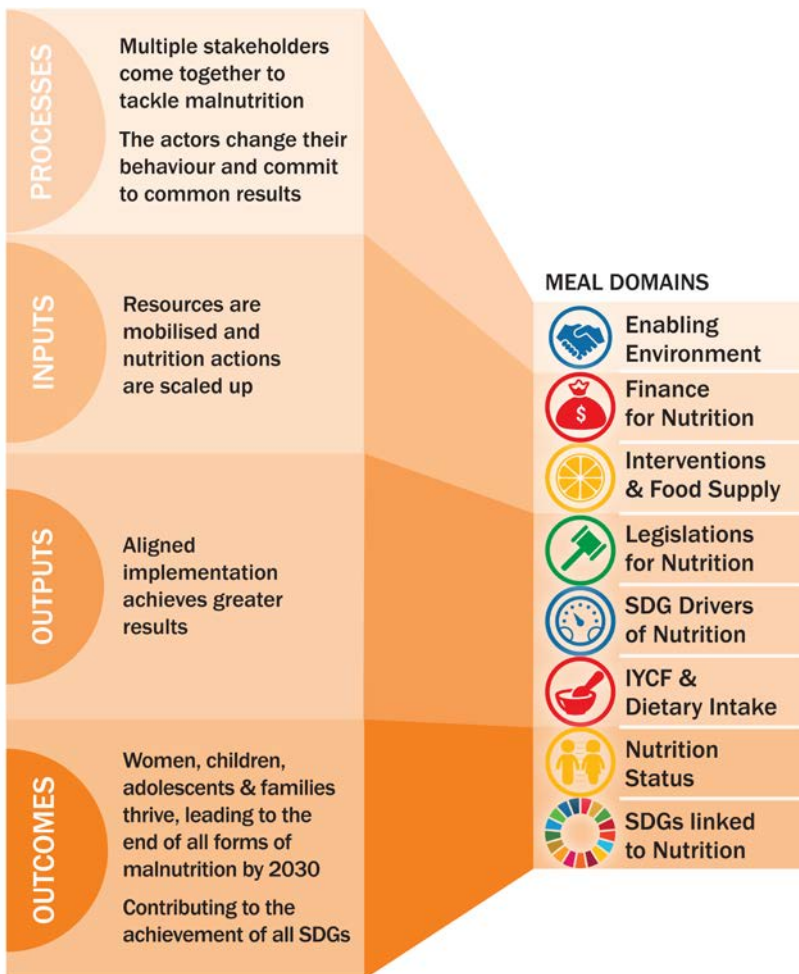 PROCESSES
Multiple stakeholders
come together to
tackle malnutrition
The actors change their
behaviour and commit
to common results
INPUTS
Resources are
mobilised and
nutrition actions
are scaled up
OUTPUTS
Aligned
implementation
achieves greater
results
OUTCOMES
Women, children,
adolescents & families
thrive, leading to the
end of all forms of
malnutrition by 2030
Contributing to the
achievement of all SDGs
MEAL DOMAINS
Enabling
Environment
$
Finance
for Nutrition
Interventions
& Food Supply
Legislations
for Nutrition
SDG Drivers
of Nutrition
IYCF &
Dietary Intake
Nutrition
Status
SDGs linked
to Nutrition